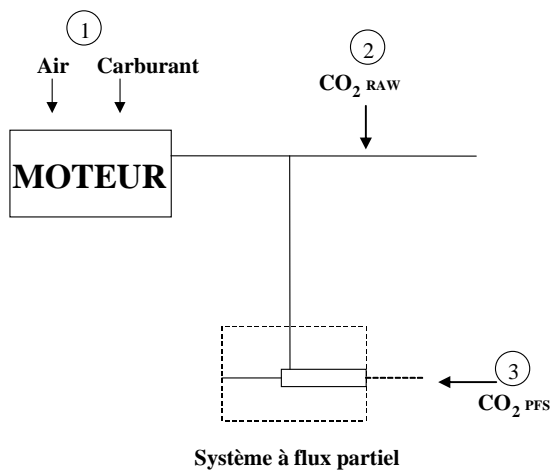 1
Air Carburant
2
CO2 RAW
MOTEUR
3
CO2 PFS
Système à flux partiel